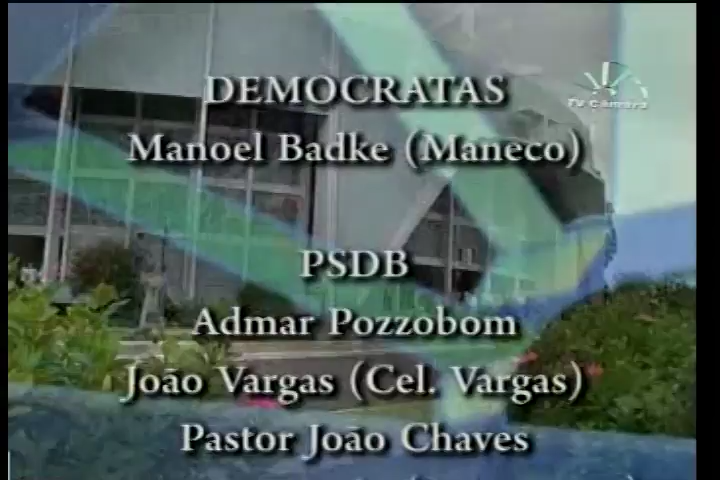 DEMOCRATAS
TV Câmara
Manoel Badke (Maneco)
PSDB
Admar Pozzobom
João Vargas (Cel. Vargas)
Pastor João Chaves